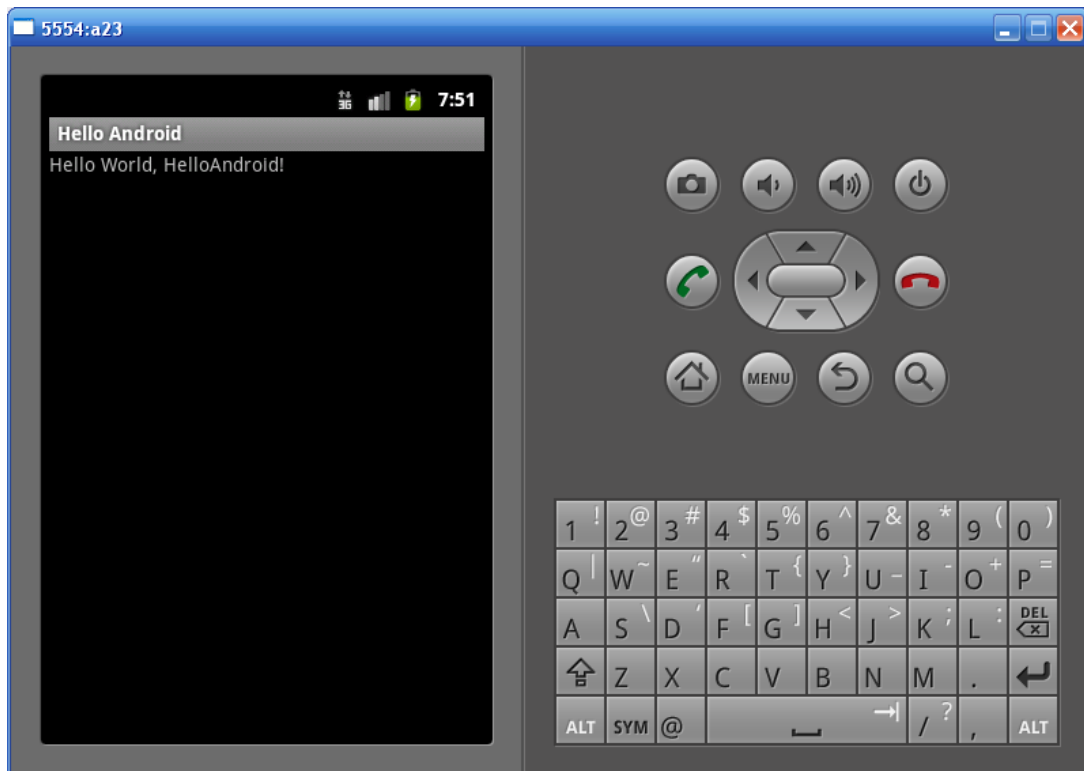 5554:a23
3G 7:51
Hello Android
Hello World, HelloAndroid!
MENU
1 ! 2 @ 3 # 4 $ 5 % 6 ^ 7 & 8 * 9 ( 0 )
Q | W ~ E " R ` T { Y } U _ I - O + P =
A S \ D ' F [ G ] H < J > K ; L : DEL
Z X C V B N M .
ALT SYM @ / ? , ALT